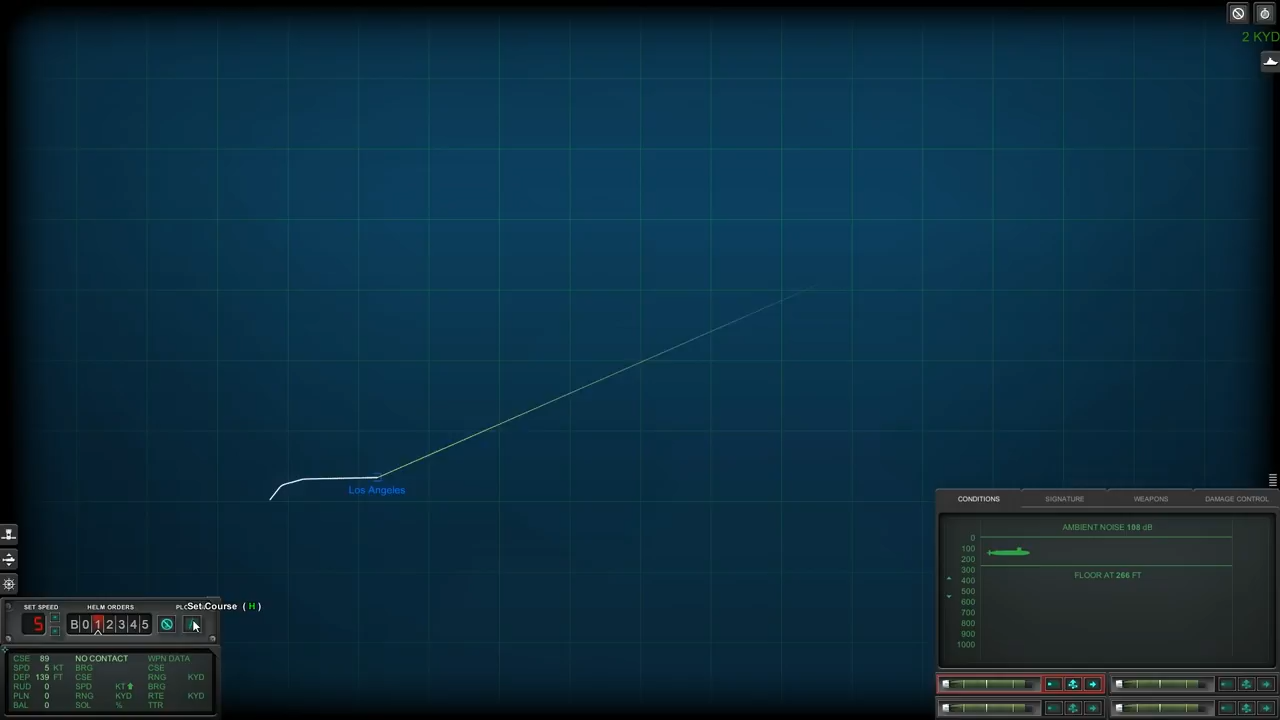 2 KYD
Los Angeles
SET SPEED
HELM ORDERS
Set Course ( H )
5
B 0 1 2 3 4 5
CSE 89 NO CONTACT WPN DATA
SPD 5 KT BRG CSE
DEP 139 FT CSE RNG KYD
RUD 0 SPD KT BRG
PLN 0 RNG KYD RTE KYD
BAL 0 SOL % TTR
CONDITIONS SIGNATURE WEAPONS DAMAGE CONTROL
AMBIENT NOISE 108 dB
0
100
200
300
400
500
600
700
800
900
1000
FLOOR AT 266 FT